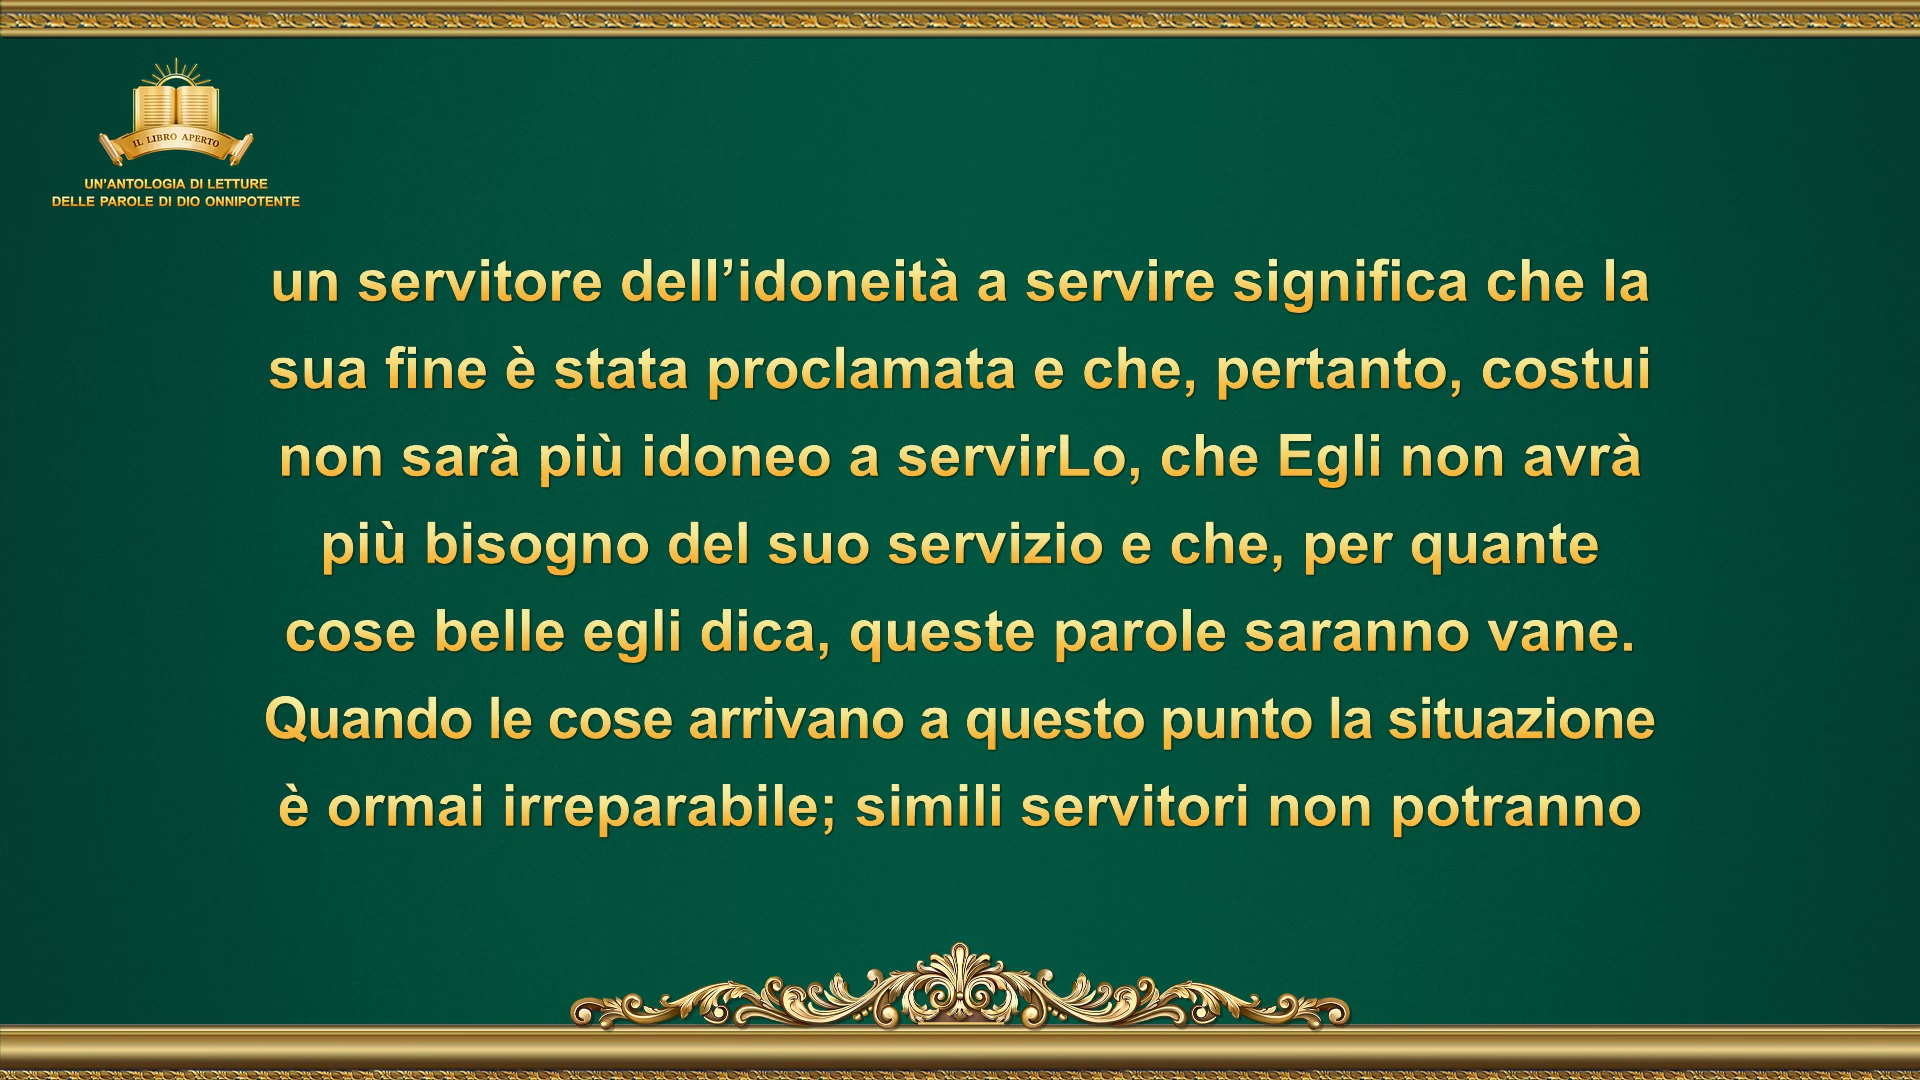 IL LIBRO APERTO
UN’ANTOLOGIA DI LETTURE
DELLE PAROLE DI DIO ONNIPOTENTE
un servitore dell’idoneità a servire significa che la
sua fine è stata proclamata e che, pertanto, costui
non sarà più idoneo a servirLo, che Egli non avrà
più bisogno del suo servizio e che, per quante
cose belle egli dica, queste parole saranno vane.
Quando le cose arrivano a questo punto la situazione
è ormai irreparabile; simili servitori non potranno